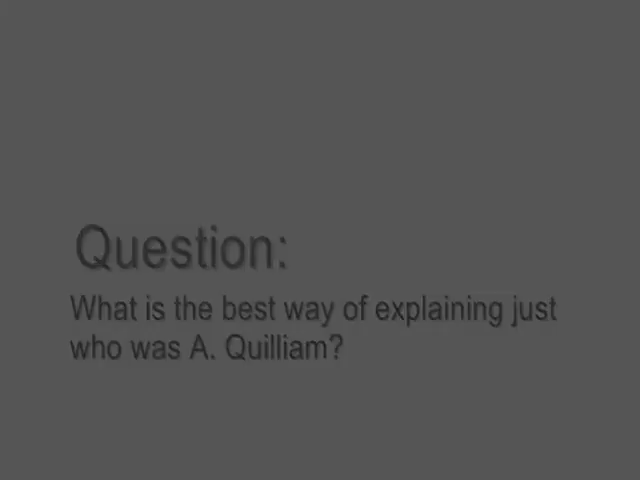 Question:
What is the best way of explaining just
who was A. Quilliam?